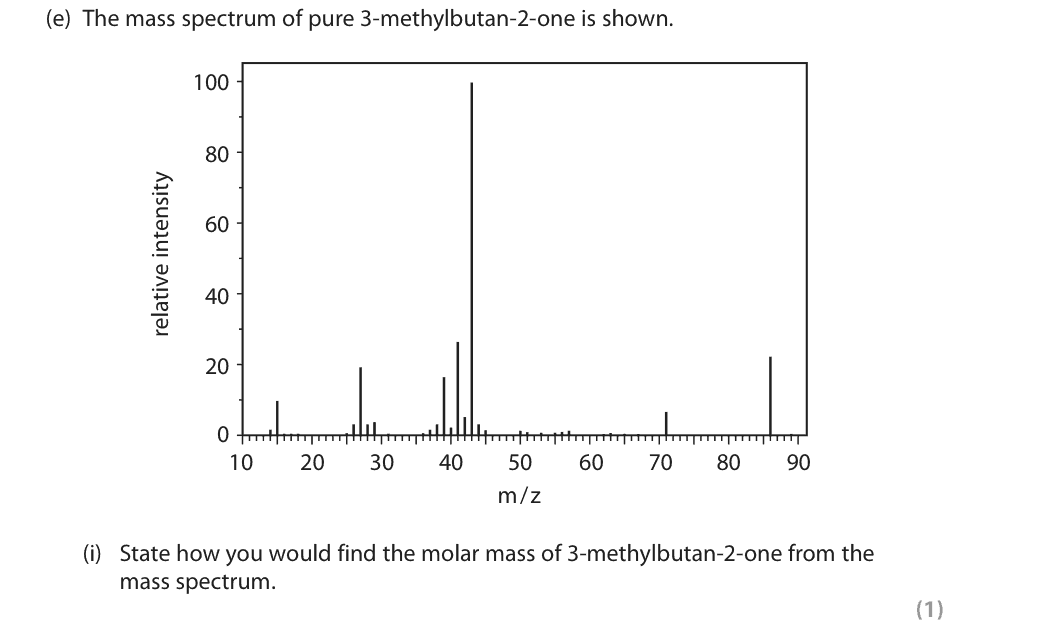 (e) The mass spectrum of pure 3-methylbutan-2-one is shown.
100
80
60
40
20
0
relative intensity
10 20 30 40 50 60 70 80 90
m/z
(i) State how you would find the molar mass of 3-methylbutan-2-one from the
mass spectrum.
(1)